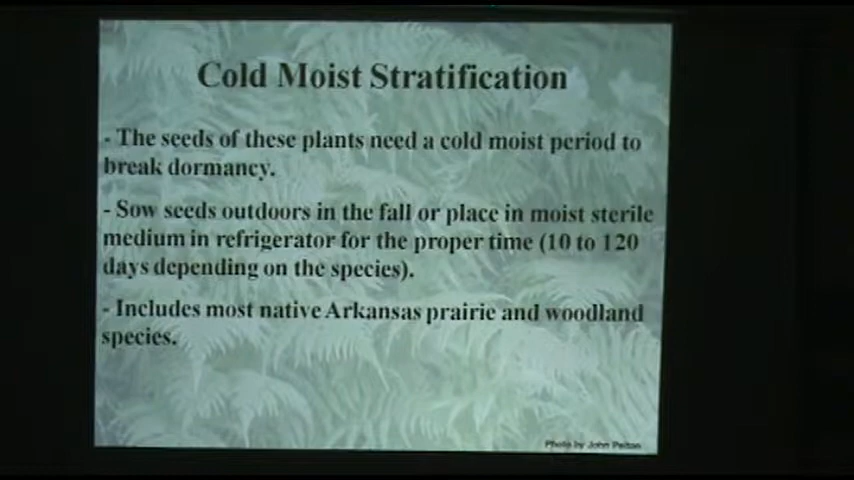 Cold Moist Stratification
- The seeds of these plants need a cold moist period to
break dormancy.
- Sow seeds outdoors in the fall or place in moist sterile
medium in refrigerator for the proper time (10 to 120
days depending on the species).
- Includes most native Arkansas prairie and woodland
species.
Photo by John Pelton